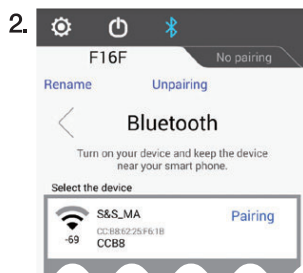 2.
F16F No pairing
Rename Unpairing
Bluetooth
Turn on your device and keep the device
near your smart phone.
Select the device
S&S_MA Pairing
CC:B8:62:25:F6:1B
-69 CCB8